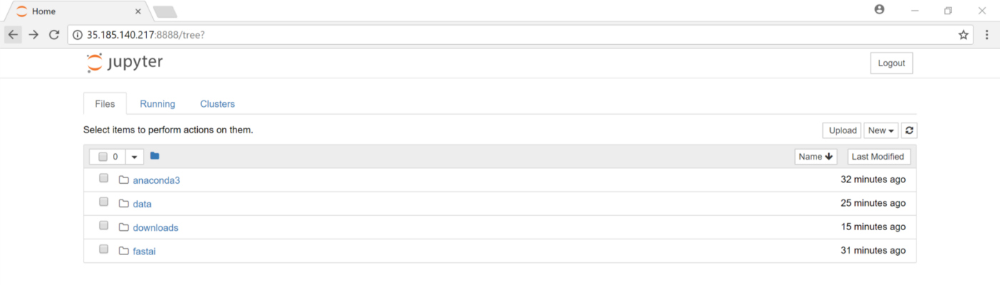 Home
35.185.140.217:8888/tree?
jupyter
Logout
Files Running Clusters
Select items to perform actions on them.
Upload New
0 Name Last Modified
anaconda3 32 minutes ago
data 25 minutes ago
downloads 15 minutes ago
fastai 31 minutes ago